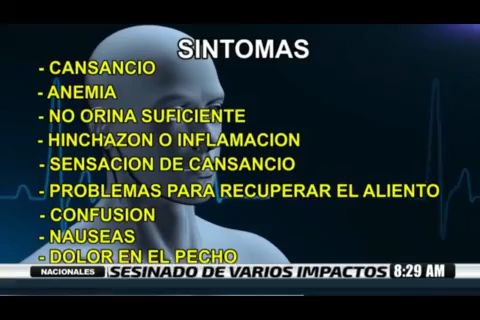 SINTOMAS
- CANSANCIO
- ANEMIA
- NO ORINA SUFICIENTE
- HINCHAZON O INFLAMACION
- SENSACION DE CANSANCIO
- PROBLEMAS PARA RECUPERAR EL ALIENTO
- CONFUSION
- NAUSEAS
- DOLOR EN EL PECHO
NACIONALES SESINADO DE VARIOS IMPACTOS 8:29 AM